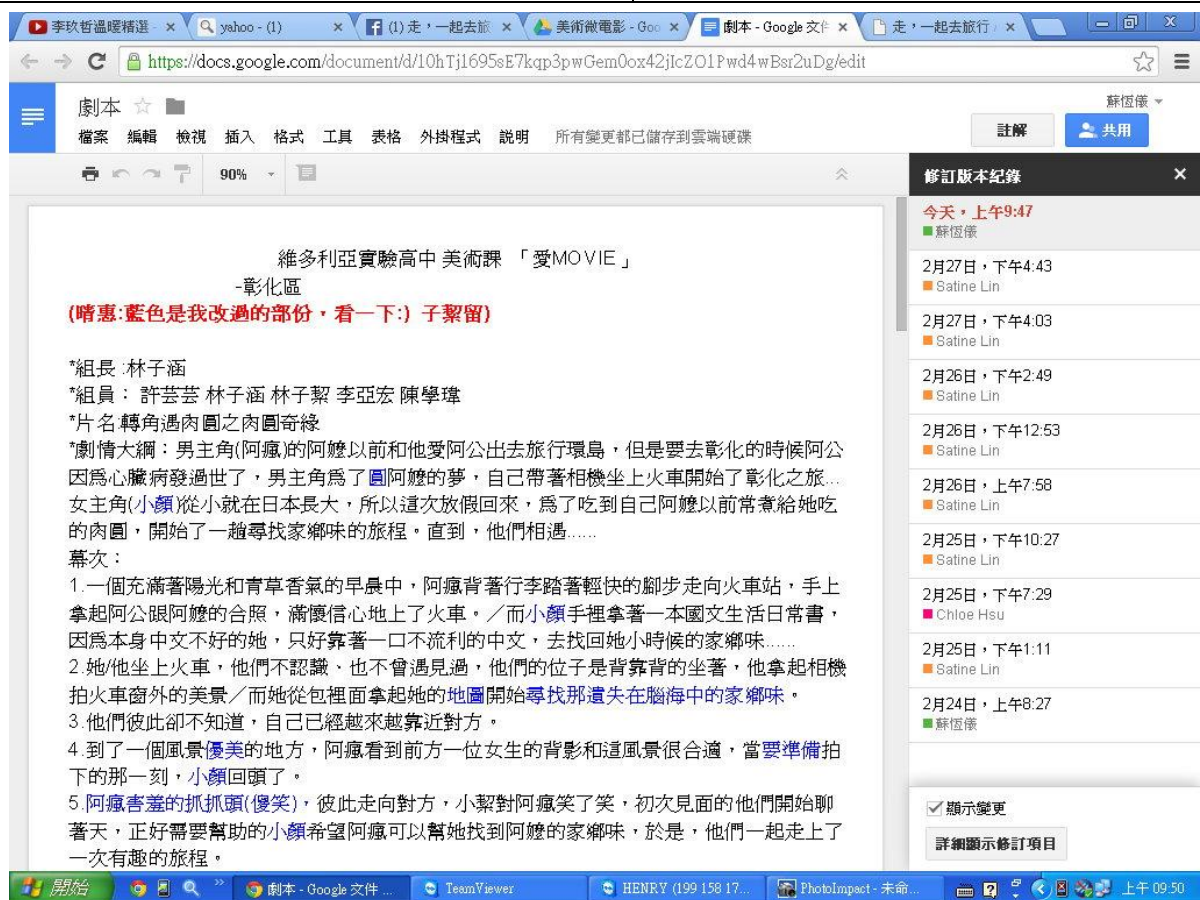 李玖哲溫暖精選
yahoo - (1)
(1) 走，一起去旅
美術微電影 - Goo
劇本 - Google 文件
走，一起去旅行
https://docs.google.com/document/d/10hTj1695sE7kqp3pwGem0ox42jIcZO1Pwd4wBsr2uDg/edit
劇本
蘇恆儀
檔案 編輯 檢視 插入 格式 工具 表格 外掛程式 說明 所有變更都已儲存到雲端硬碟
註解
共用
90%
維多利亞實驗高中 美術課 「愛MOVIE」
-彰化區
(晴惠:藍色是我改過的部份，看一下:) 子絜留)
*組長 :林子涵
*組員： 許芸芸 林子涵 林子絜 李亞宏 陳學瑋
*片名:轉角遇肉圓之肉圓奇緣
*劇情大綱：男主角(阿瘋)的阿嬤以前和他愛阿公出去旅行環島，但是要去彰化的時候阿公
因爲心臟病發過世了，男主角爲了圓阿嬤的夢，自己帶著相機坐上火車開始了彰化之旅...
女主角(小顏)從小就在日本長大，所以這次放假回來，爲了吃到自己阿嬤以前常煮給她吃
的肉圓，開始了一趟尋找家鄉味的旅程。直到，他們相遇......
幕次：
1.一個充滿著陽光和青草香氣的早晨中，阿瘋背著行李踏著輕快的腳步走向火車站，手上
拿起阿公跟阿嬤的合照，滿懷信心地上了火車。／而小顏手裡拿著一本國文生活日常書，
因爲本身中文不好的她，只好靠著一口不流利的中文，去找回她小時候的家鄉味......
2.她/他坐上火車，他們不認識、也不曾遇見過，他們的位子是背靠背的坐著，他拿起相機
拍火車窗外的美景／而她從包裡面拿起她的地圖開始尋找那遺失在腦海中的家鄉味。
3.他們彼此卻不知道，自己已經越來越靠近對方。
4.到了一個風景優美的地方，阿瘋看到前方一位女生的背影和這風景很合適，當要準備拍
下的那一刻，小顏回頭了。
5.阿瘋害羞的抓抓頭(傻笑)，彼此走向對方，小絜對阿瘋笑了笑，初次見面的他們開始聊
著天，正好需要幫助的小顏希望阿瘋可以幫她找到阿嬤的家鄉味，於是，他們一起走上了
一次有趣的旅程。
修訂版本紀錄
今天，上午9:47
蘇恆儀
2月27日，下午4:43
Satine Lin
2月27日，下午4:03
Satine Lin
2月26日，下午2:49
Satine Lin
2月26日，下午12:53
Satine Lin
2月26日，上午7:58
Satine Lin
2月25日，下午10:27
Satine Lin
2月25日，下午7:29
Chloe Hsu
2月25日，下午1:11
Satine Lin
2月24日，上午8:27
蘇恆儀
顯示變更
詳細顯示修訂項目
開始
劇本 - Google 文件 ...
TeamViewer
HENRY (199 158 17...
PhotoImpact - 未命...
上午 09:50